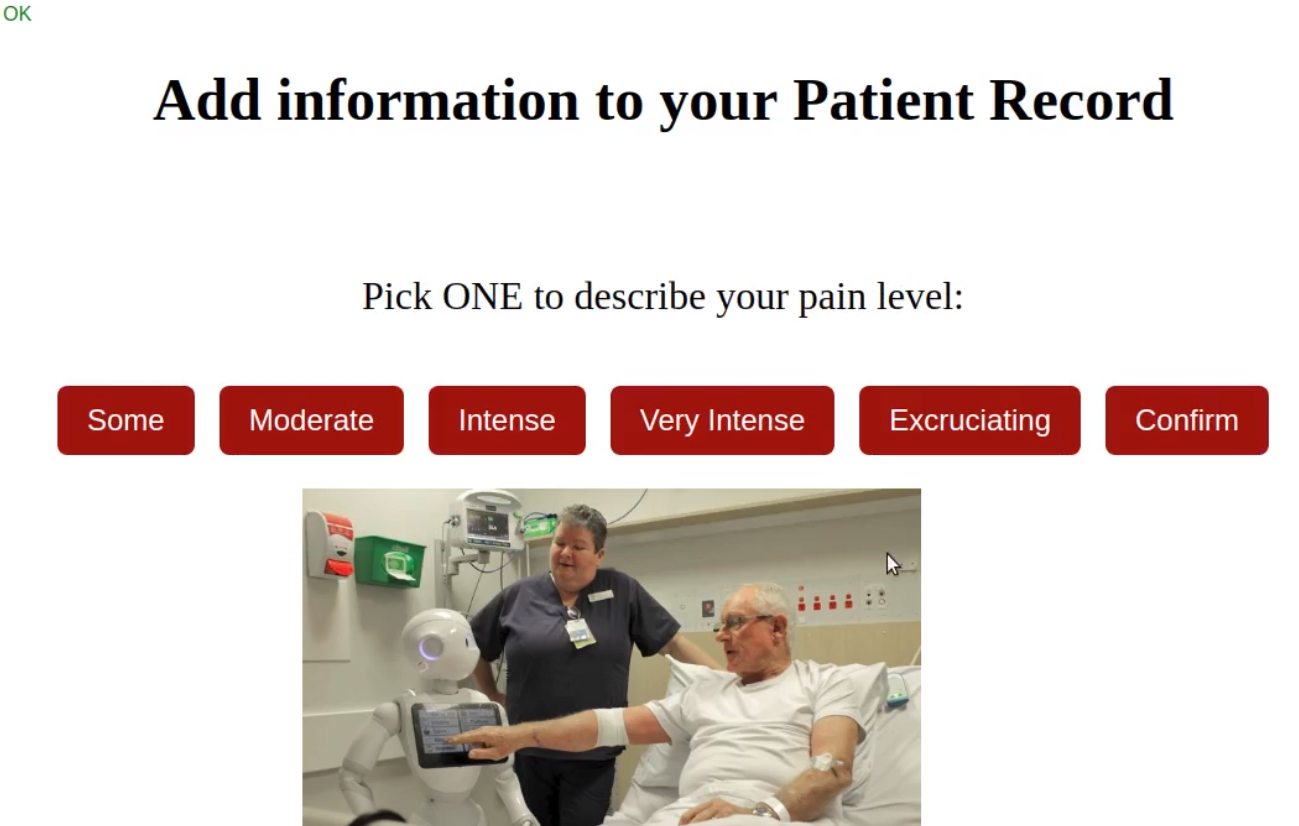 OK
Add information to your Patient Record
Pick ONE to describe your pain level:
Some Moderate Intense Very Intense Excruciating Confirm